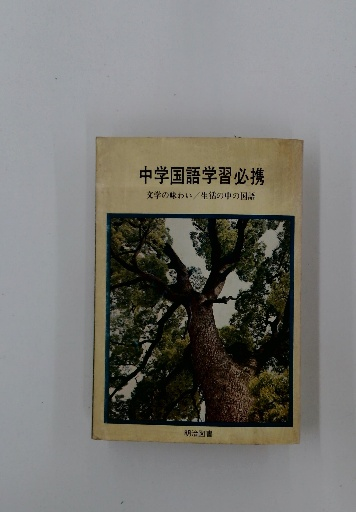 中学国語学習必携
文学の味わい／生活の中の国語
明治図書